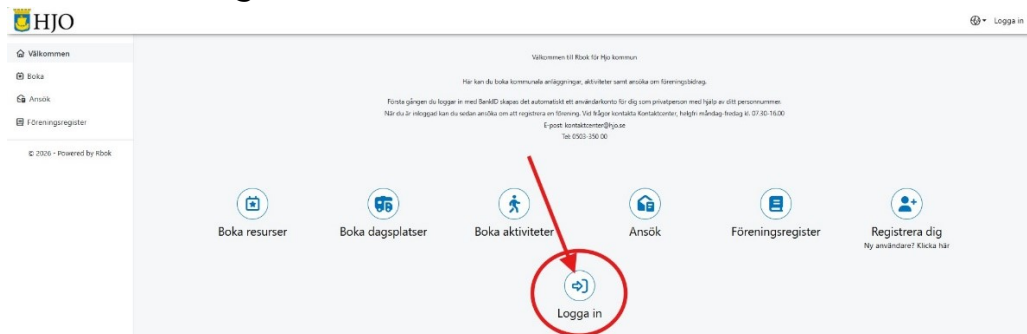 HJO
Logga in
Välkommen
Boka
Ansök
Föreningsregister
© 2026 - Powered by Rbok
Välkommen till Rbok för Hjo kommun
Här kan du boka kommunala anläggningar, aktiviteter samt ansöka om föreningsbidrag.
Första gången du loggar in med BankID skapas det automatiskt ett användarkonto för dig som privatperson med hjälp av ditt personnummer.
När du är inloggad kan du sedan ansöka om att registrera en förening. Vid frågor kontakta Kontaktcenter, helgfri måndag-fredag kl. 07.30-16.00
E-post: kontaktcenter@hjo.se
Tel: 0503-350 00
Boka resurser
Boka dagsplatser
Boka aktiviteter
Ansök
Föreningsregister
Registrera dig
Ny användare? Klicka här
Logga in